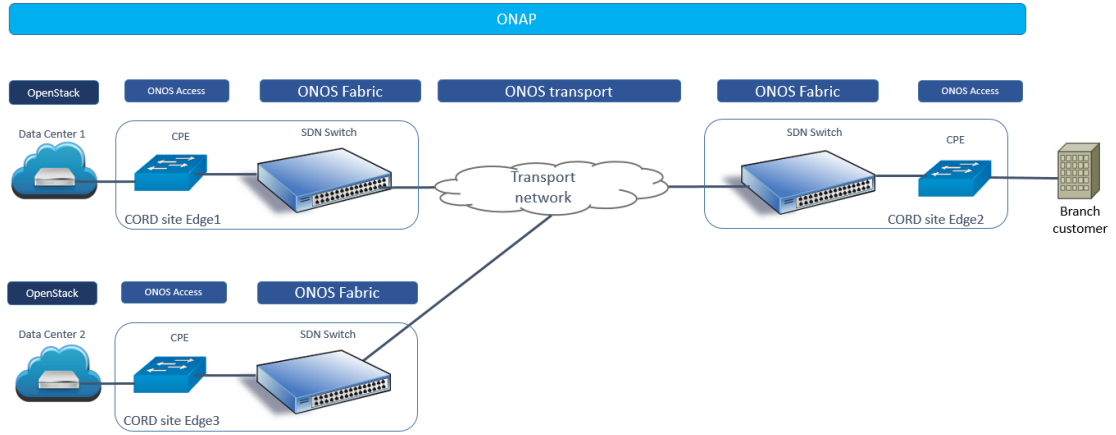 ONAP
OpenStack
ONOS Access
ONOS Fabric
ONOS transport
ONOS Fabric
ONOS Access
Data Center 1
CPE
SDN Switch
SDN Switch
CPE
Transport
network
CORD site Edge1
CORD site Edge2
Branch
customer
OpenStack
ONOS Access
ONOS Fabric
Data Center 2
CPE
SDN Switch
CORD site Edge3